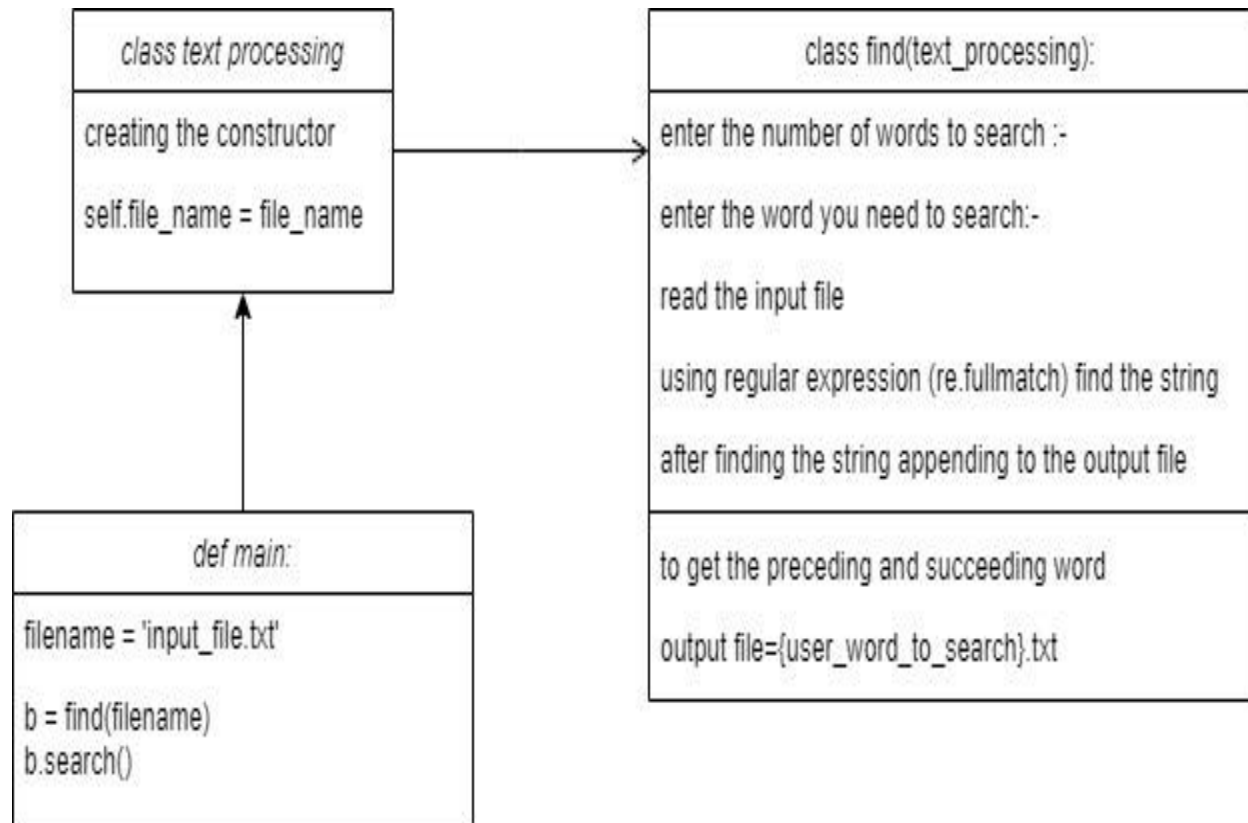 class text processing
creating the constructor
self.file_name = file_name
class find(text_processing):
enter the number of words to search :-
enter the word you need to search:-
read the input file
using regular expression (re.fullmatch) find the string
after finding the string appending to the output file
to get the preceding and succeeding word
output file={user_word_to_search}.txt
def main:
filename = 'input_file.txt'
b = find(filename)
b.search()